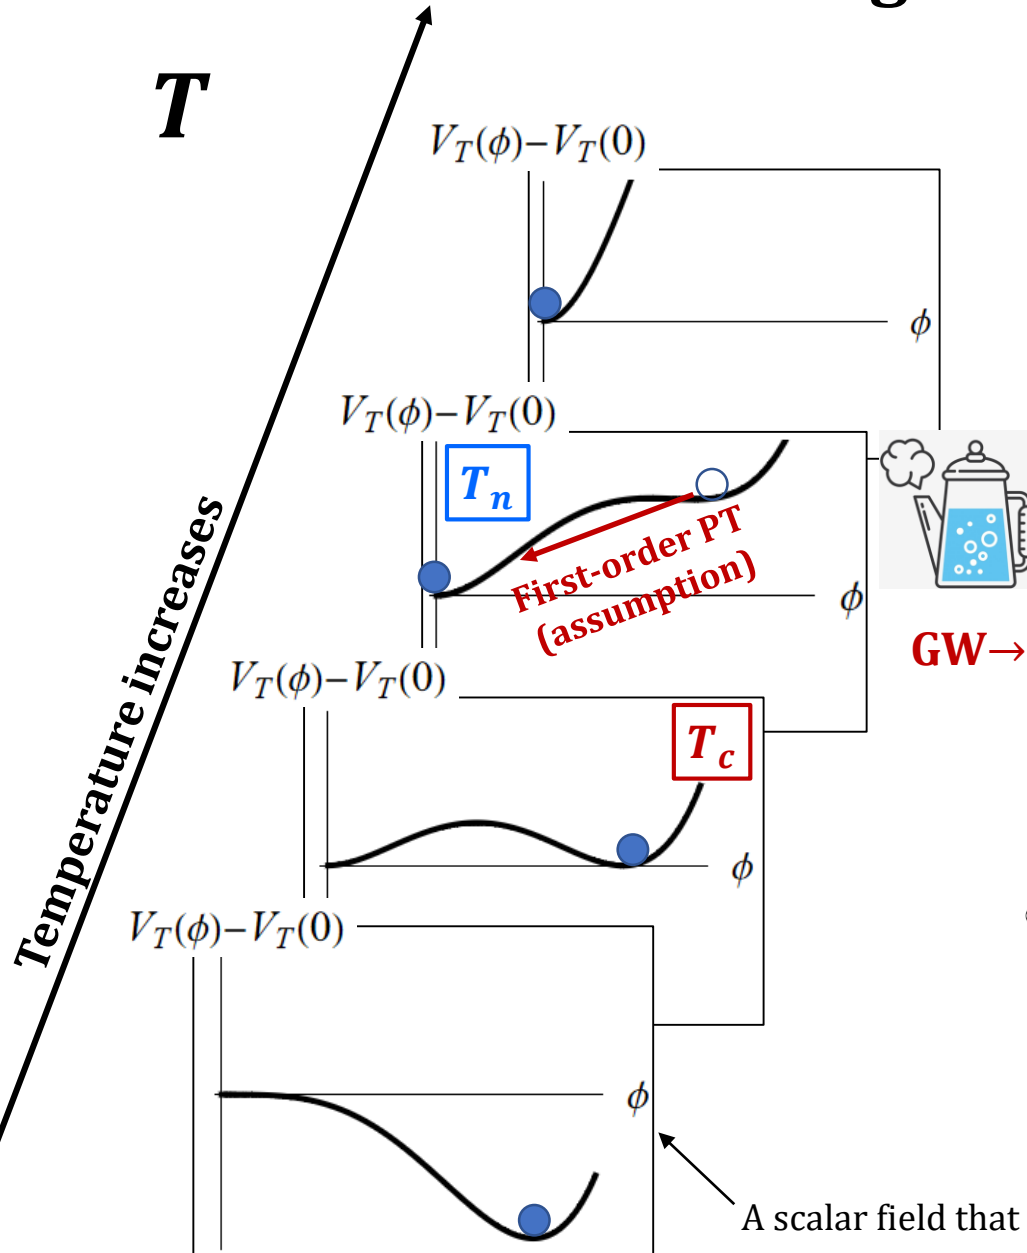 T
V_T(ϕ)−V_T(0)
ϕ
V_T(ϕ)−V_T(0)
T_n
First-order PT
(assumption)
ϕ
GW→
Temperature increases
V_T(ϕ)−V_T(0)
T_c
ϕ
V_T(ϕ)−V_T(0)
ϕ
A scalar field that